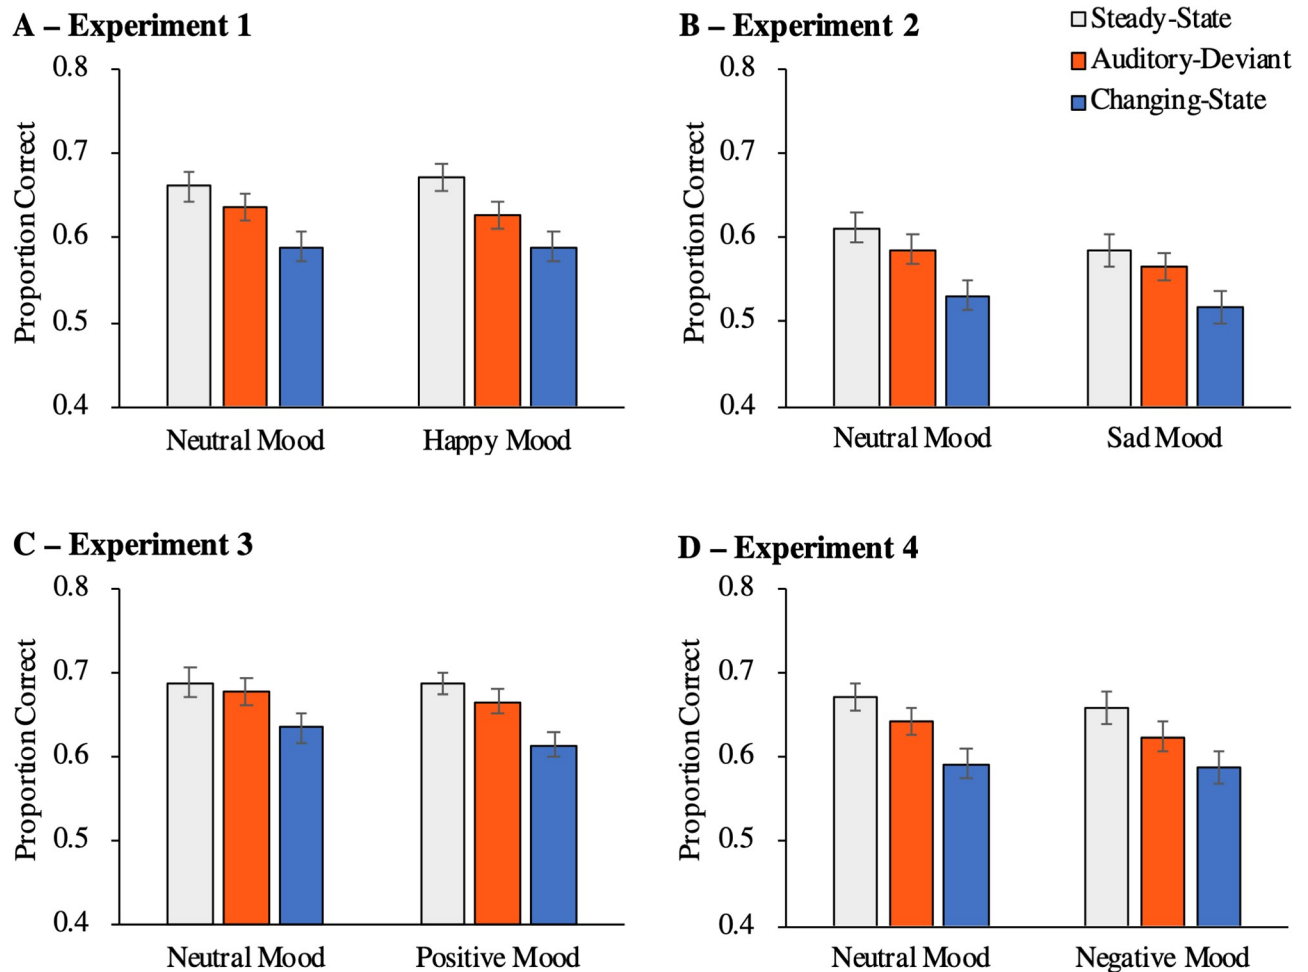 A – Experiment 1
0.8
0.7
0.6
0.5
0.4
Proportion Correct
Neutral Mood
Happy Mood
B – Experiment 2
Steady-State
Auditory-Deviant
Changing-State
0.8
0.7
0.6
0.5
0.4
Proportion Correct
Neutral Mood
Sad Mood
C – Experiment 3
0.8
0.7
0.6
0.5
0.4
Proportion Correct
Neutral Mood
Positive Mood
D – Experiment 4
0.8
0.7
0.6
0.5
0.4
Proportion Correct
Neutral Mood
Negative Mood